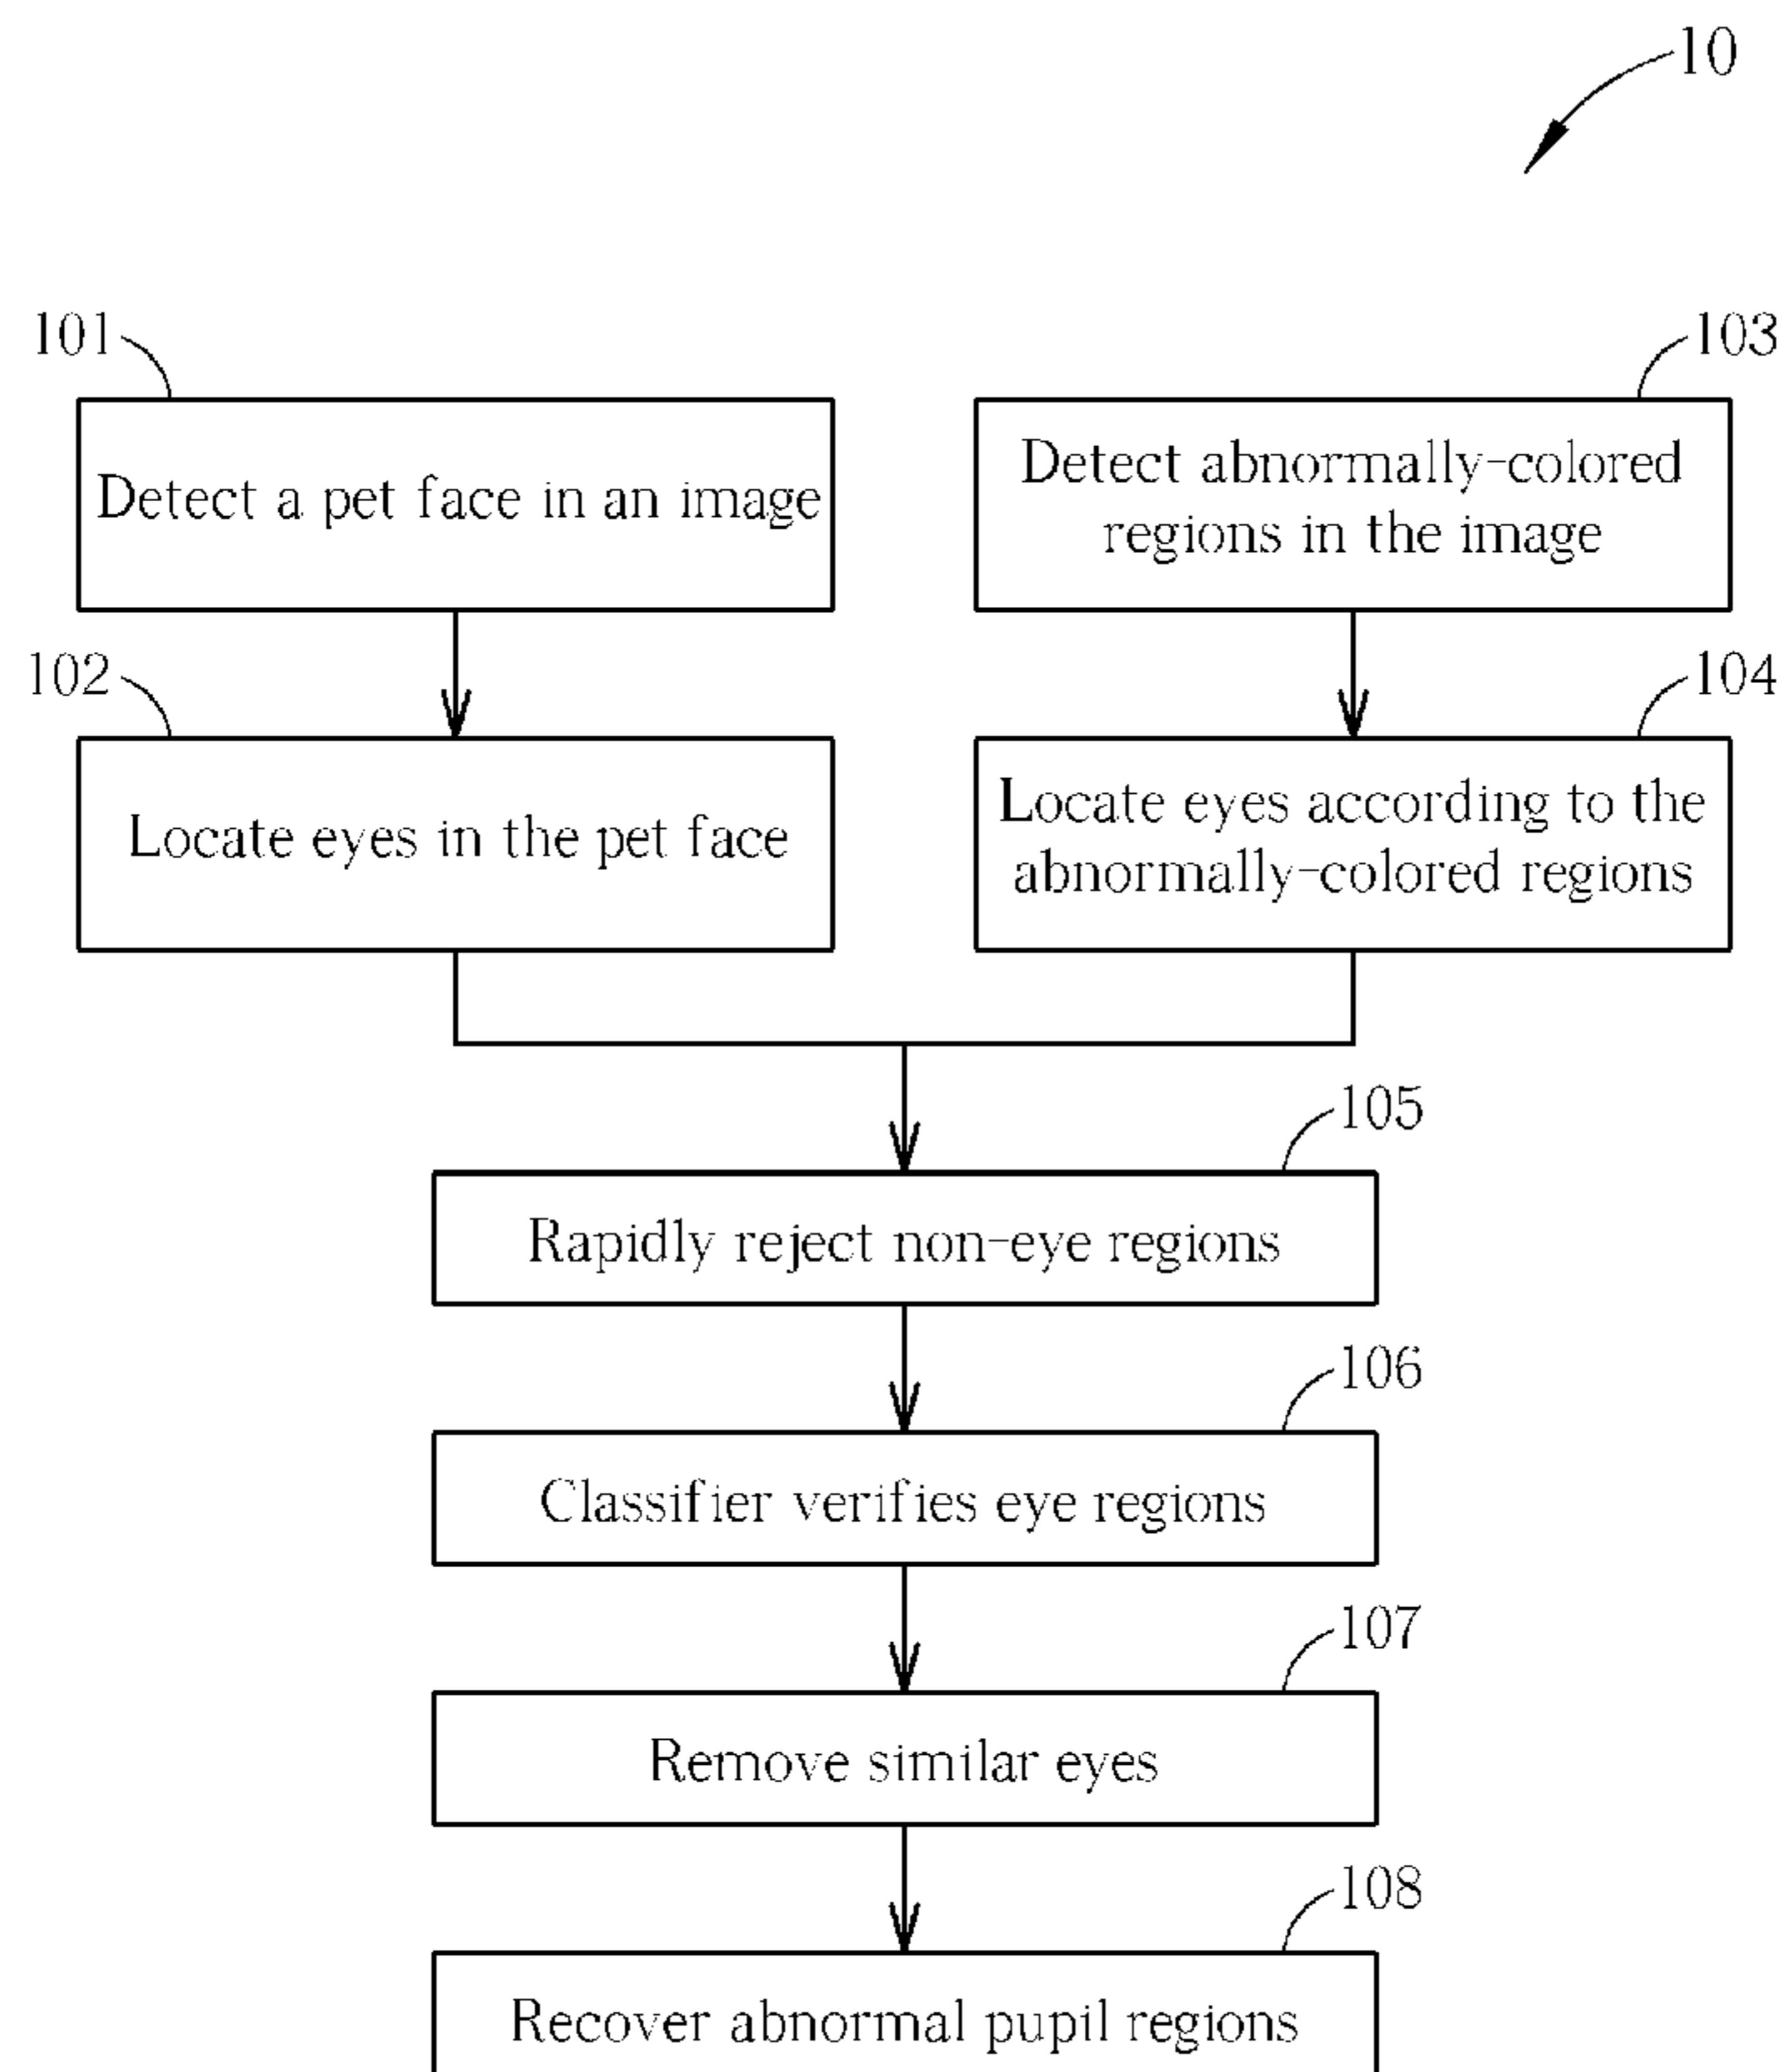 10
101
Detect a pet face in an image
103
Detect abnormally-colored
regions in the image
102
Locate eyes in the pet face
104
Locate eyes according to the
abnormally-colored regions
105
Rapidly reject non-eye regions
106
Classifier verifies eye regions
107
Remove similar eyes
108
Recover abnormal pupil regions